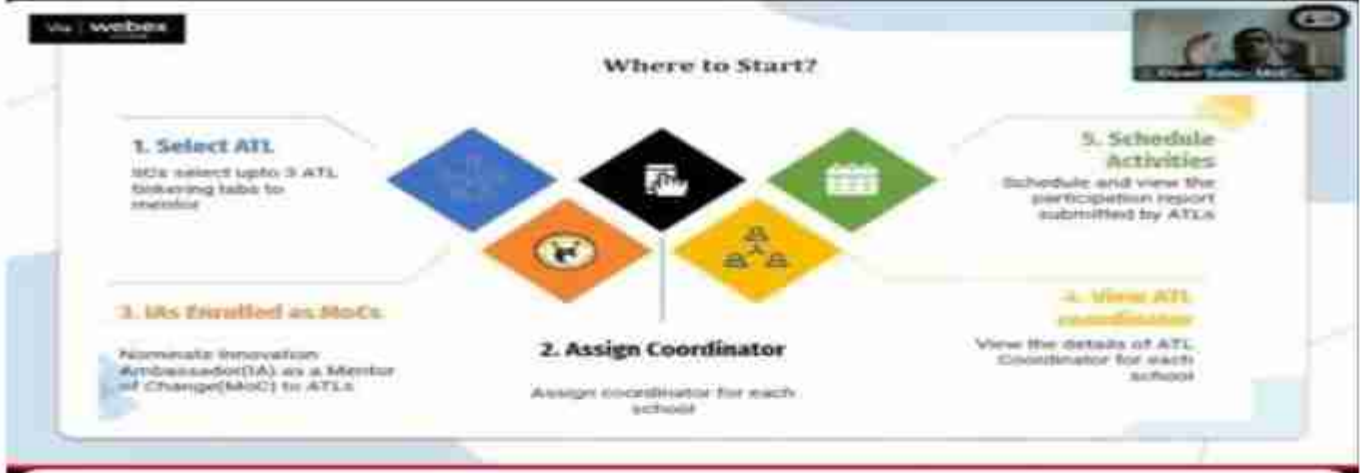 Via webex
Where to Start?
1. Select ATL
IICs select upto 3 ATL
tinkering labs to
mentor
3. IAs Enrolled as MoCs
Nominate Innovation
Ambassador(IA) as a Mentor
of Change(MoC) to ATLs
2. Assign Coordinator
Assign coordinator for each
school
5. Schedule
Activities
Schedule and view the
participation report
submitted by ATLs
4. View ATL
coordinator
View the details of ATL
Coordinator for each
school